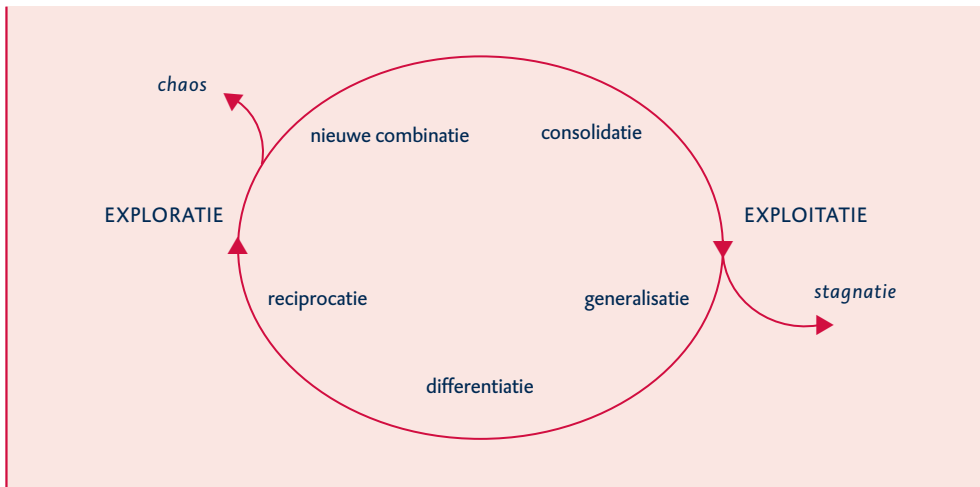 chaos
nieuwe combinatie
consolidatie
EXPLORATIE
EXPLOITATIE
reciprocatie
generalisatie
stagnatie
differentiatie